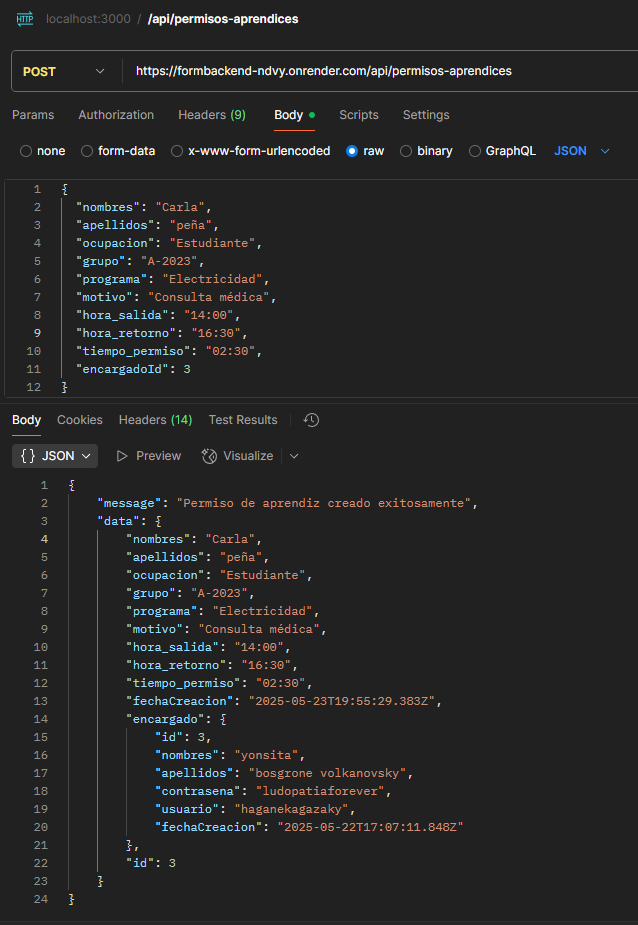 HTTP localhost:3000 / /api/permisos-aprendices
POST https://formbackend-ndvy.onrender.com/api/permisos-aprendices
Params Authorization Headers (9) Body Scripts Settings
none form-data x-www-form-urlencoded raw binary GraphQL JSON
1 {
2 "nombres": "Carla",
3 "apellidos": "peña",
4 "ocupacion": "Estudiante",
5 "grupo": "A-2023",
6 "programa": "Electricidad",
7 "motivo": "Consulta médica",
8 "hora_salida": "14:00",
9 "hora_retorno": "16:30",
10 "tiempo_permiso": "02:30",
11 "encargadoId": 3
12 }
Body Cookies Headers (14) Test Results
{} JSON Preview Visualize
1 {
2 "message": "Permiso de aprendiz creado exitosamente",
3 "data": {
4 "nombres": "Carla",
5 "apellidos": "peña",
6 "ocupacion": "Estudiante",
7 "grupo": "A-2023",
8 "programa": "Electricidad",
9 "motivo": "Consulta médica",
10 "hora_salida": "14:00",
11 "hora_retorno": "16:30",
12 "tiempo_permiso": "02:30",
13 "fechaCreacion": "2025-05-23T19:55:29.383Z",
14 "encargado": {
15 "id": 3,
16 "nombres": "yonsita",
17 "apellidos": "bosgrone volkanovsky",
18 "contrasena": "ludopatiaforever",
19 "usuario": "haganekagazaky",
20 "fechaCreacion": "2025-05-22T17:07:11.848Z"
21 },
22 "id": 3
23 }
24 }